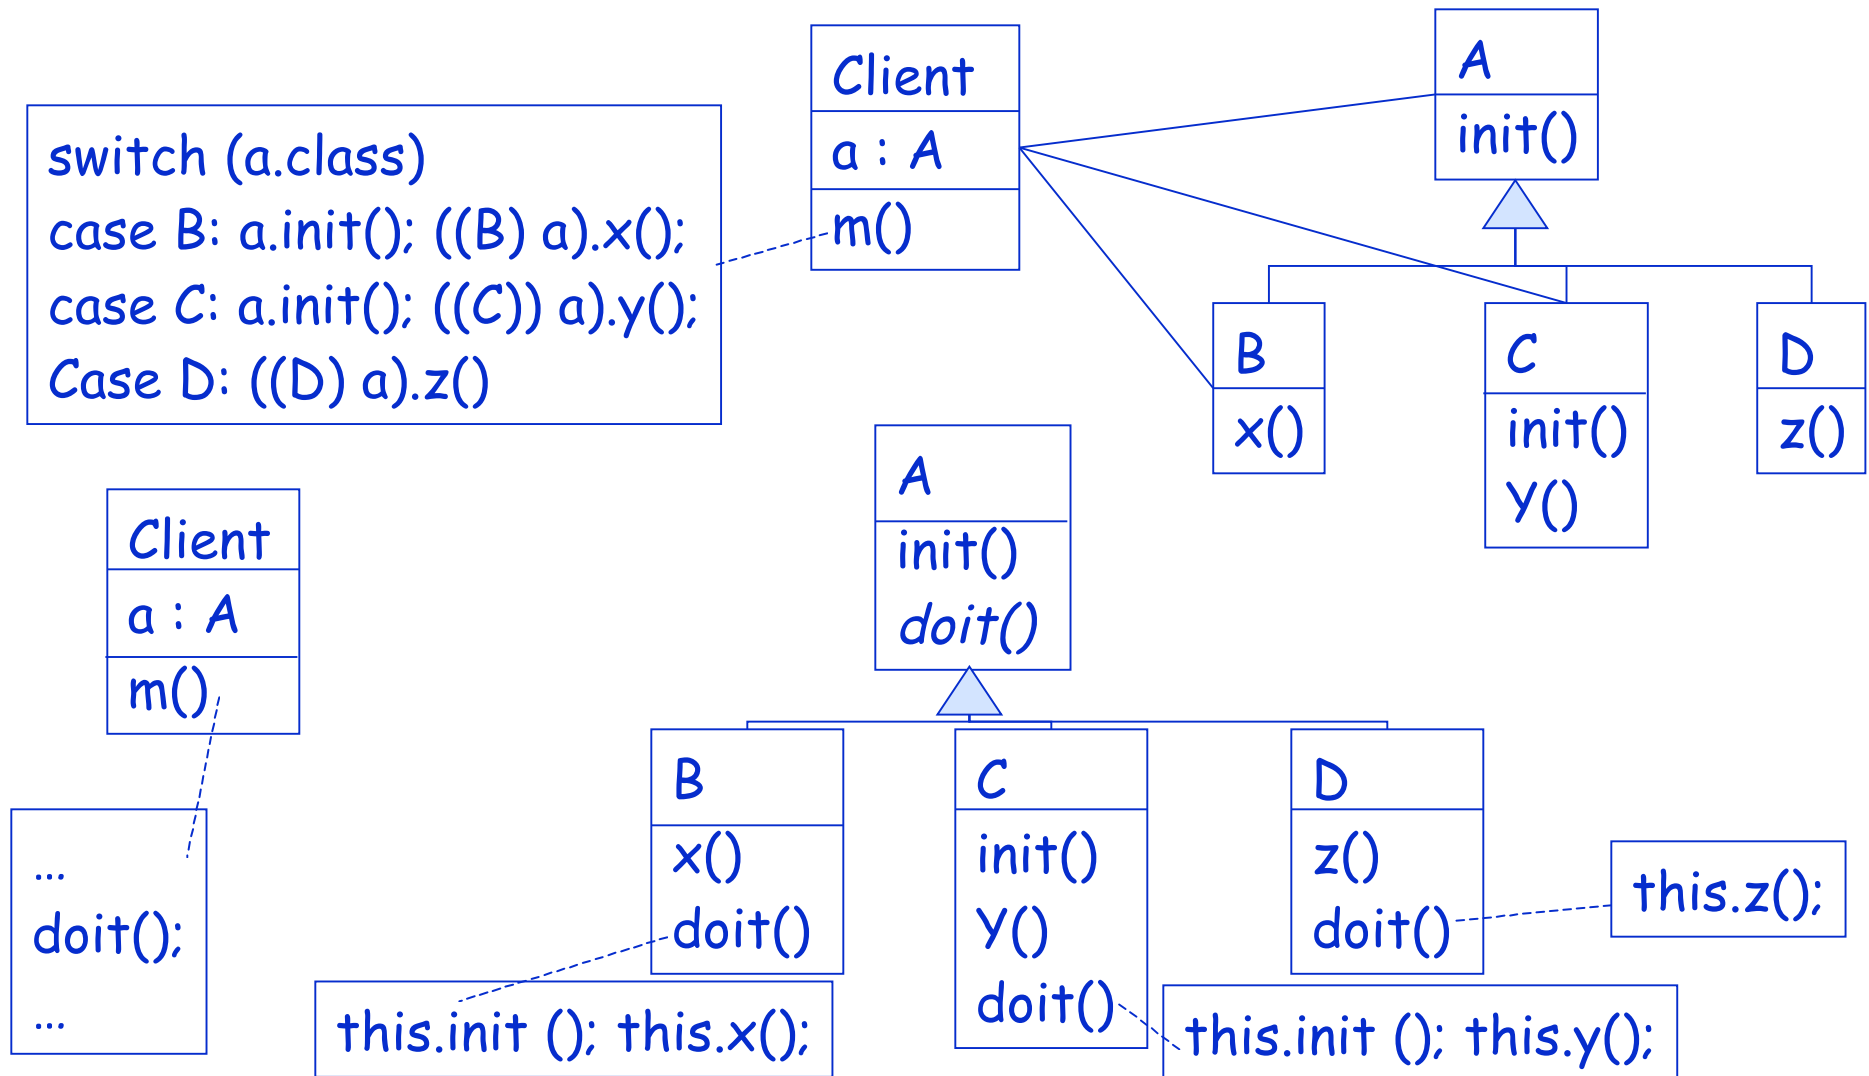 Client
a : A
m()
A
init()
switch (a.class)
case B: a.init(); ((B) a).x();
case C: a.init(); ((C)) a).y();
Case D: ((D) a).z()
B
x()
C
init()
Y()
D
z()
Client
a : A
m()
...
doit();
...
A
init()
doit()
B
x()
doit()
this.init (); this.x();
C
init()
Y()
doit()
this.init (); this.y();
D
z()
doit()
this.z();